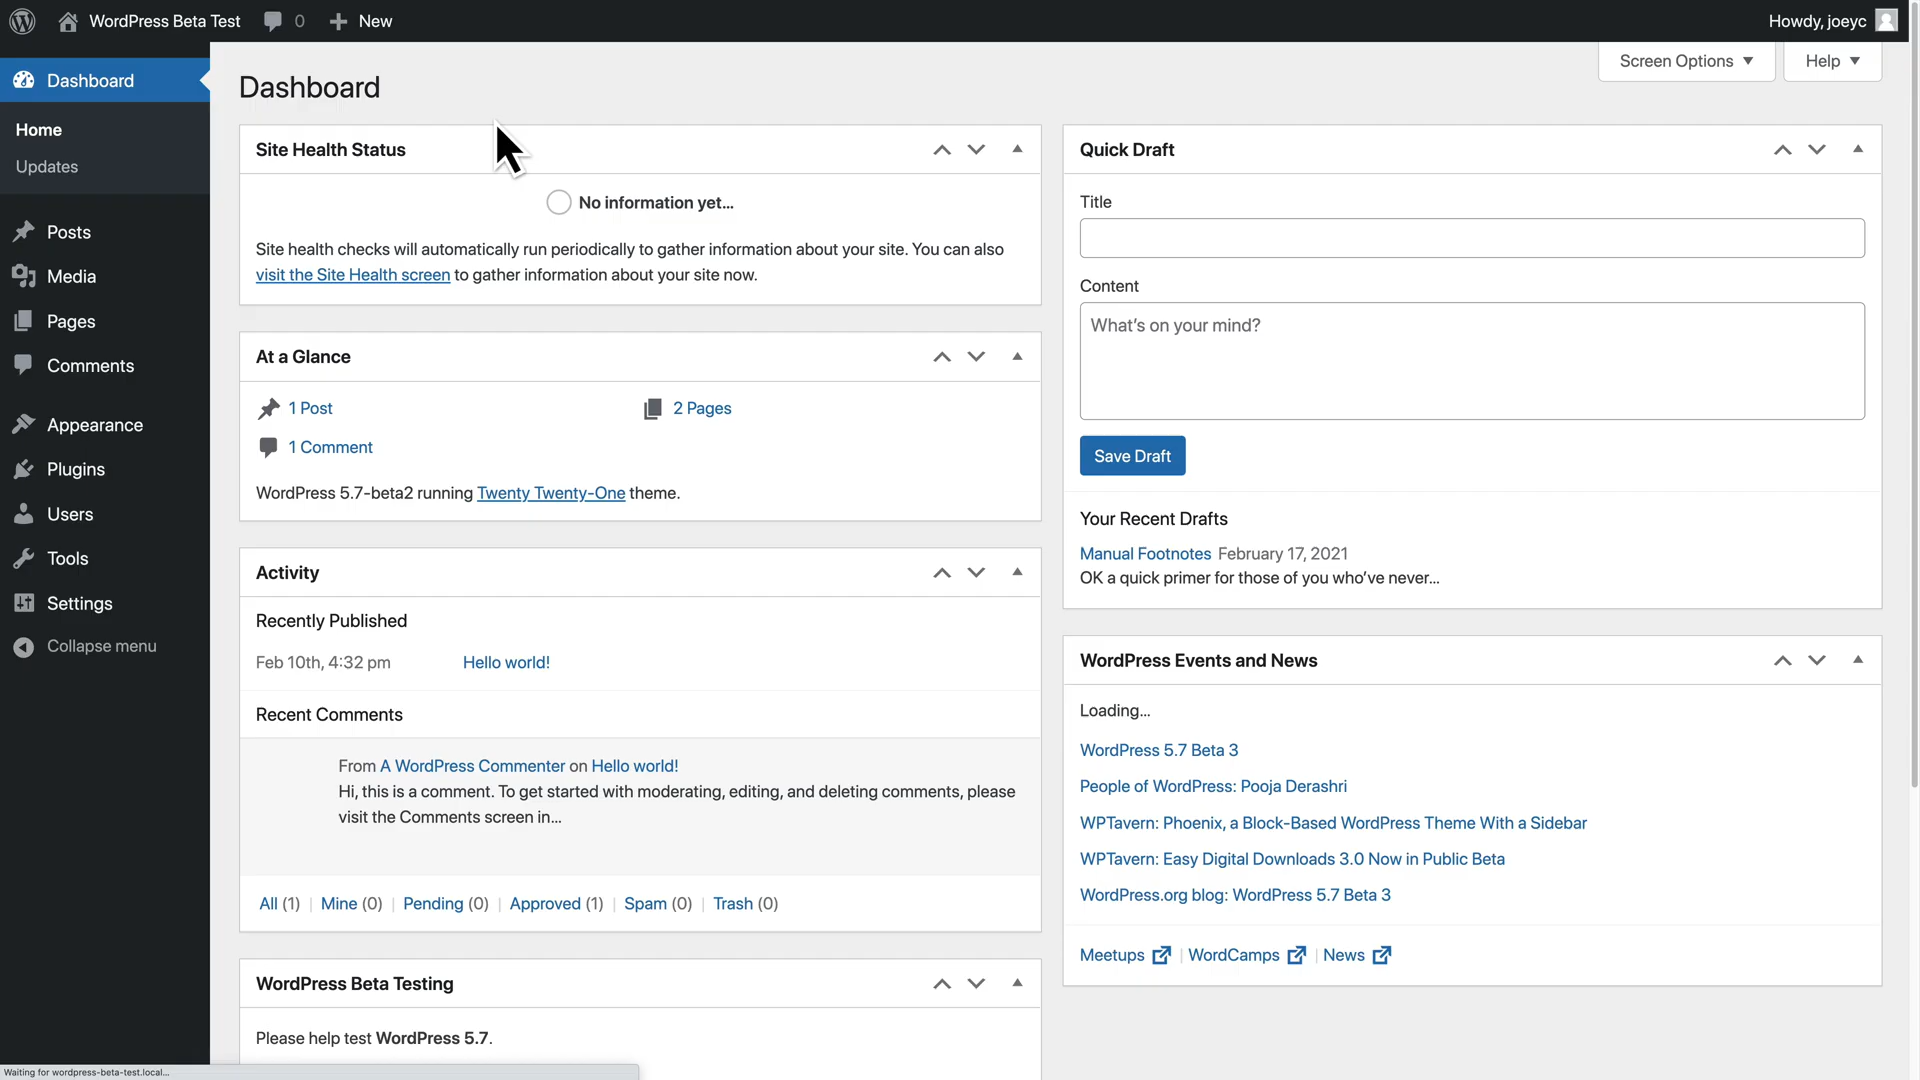 WordPress Beta Test
0
New
Howdy, joeyc
Screen Options
Help
Dashboard
Home
Updates
Posts
Media
Pages
Comments
Appearance
Plugins
Users
Tools
Settings
Collapse menu
Dashboard
Site Health Status
No information yet…
Site health checks will automatically run periodically to gather information about your site. You can also
visit the Site Health screen to gather information about your site now.
At a Glance
1 Post
2 Pages
1 Comment
WordPress 5.7-beta2 running Twenty Twenty-One theme.
Activity
Recently Published
Feb 10th, 4:32 pm
Hello world!
Recent Comments
From A WordPress Commenter on Hello world!
Hi, this is a comment. To get started with moderating, editing, and deleting comments, please
visit the Comments screen in…
All (1) | Mine (0) | Pending (0) | Approved (1) | Spam (0) | Trash (0)
WordPress Beta Testing
Please help test WordPress 5.7.
Quick Draft
Title
Content
What’s on your mind?
Save Draft
Your Recent Drafts
Manual Footnotes February 17, 2021
OK a quick primer for those of you who’ve never…
WordPress Events and News
Loading…
WordPress 5.7 Beta 3
People of WordPress: Pooja Derashri
WPTavern: Phoenix, a Block-Based WordPress Theme With a Sidebar
WPTavern: Easy Digital Downloads 3.0 Now in Public Beta
WordPress.org blog: WordPress 5.7 Beta 3
Meetups | WordCamps | News
Waiting for wordpress-beta-test.local...